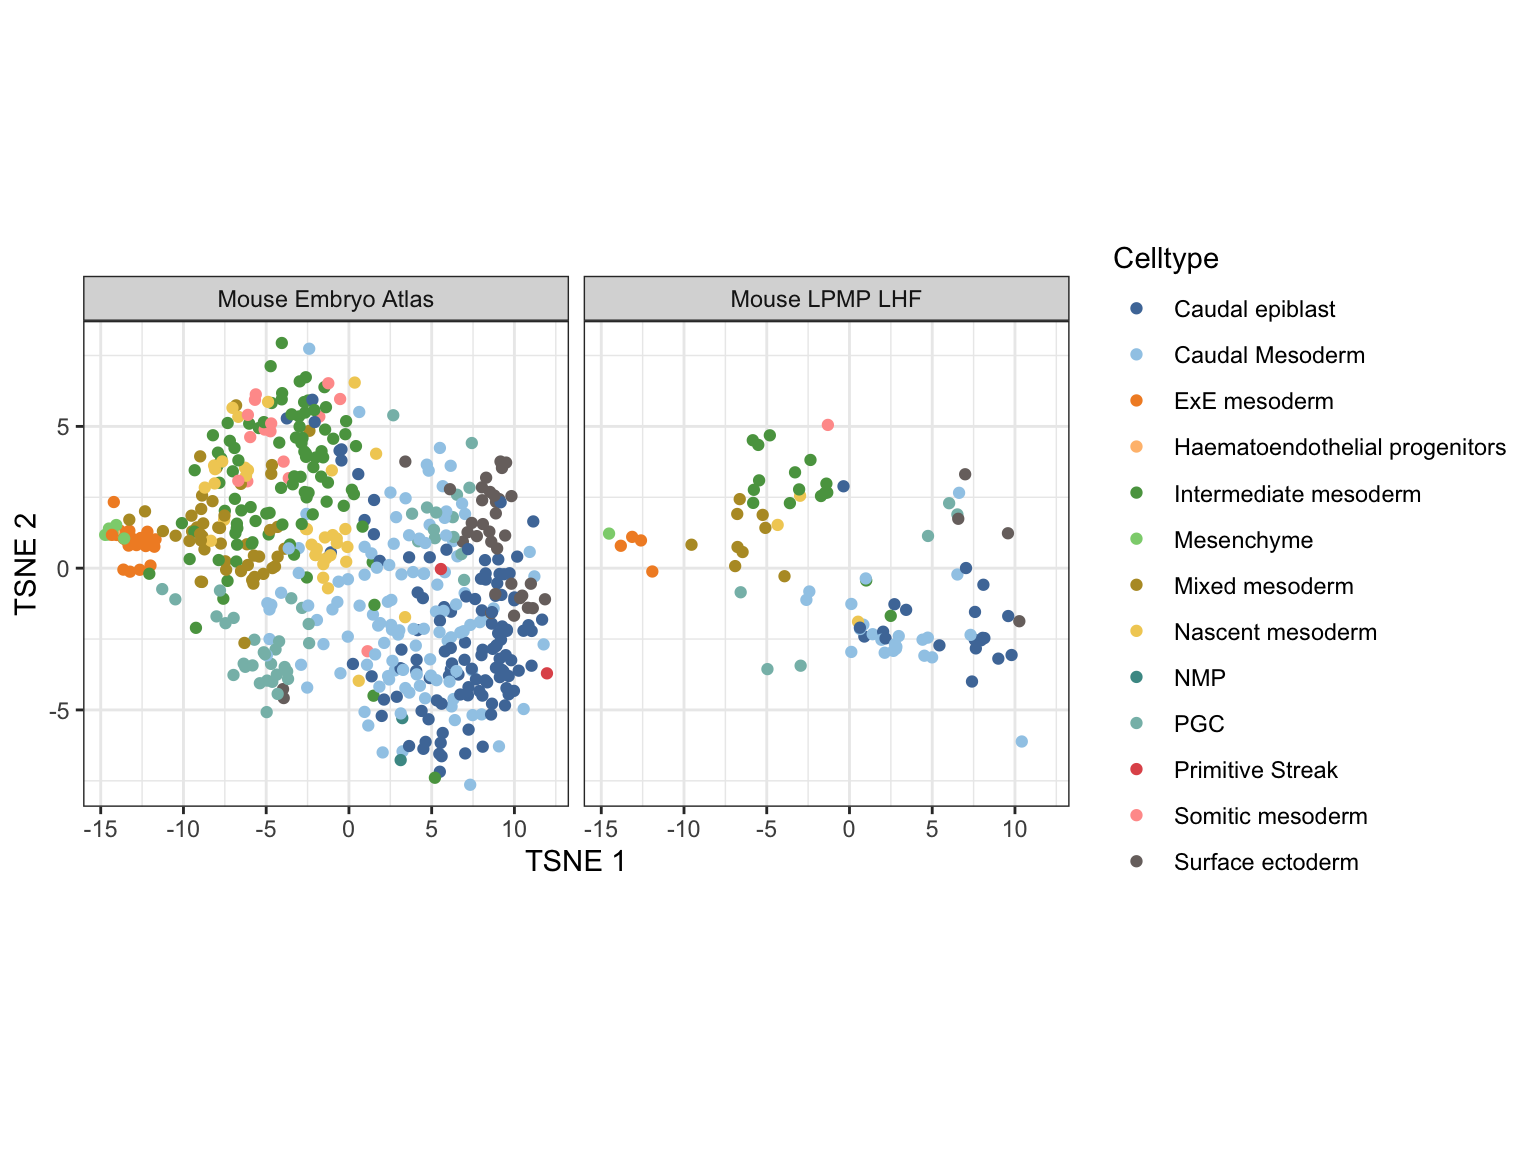 Mouse Embryo Atlas
Mouse LPMP LHF
TSNE 2
5
0
-5
-15 -10 -5 0 5 10
-15 -10 -5 0 5 10
TSNE 1
Celltype
Caudal epiblast
Caudal Mesoderm
ExE mesoderm
Haematoendothelial progenitors
Intermediate mesoderm
Mesenchyme
Mixed mesoderm
Nascent mesoderm
NMP
PGC
Primitive Streak
Somitic mesoderm
Surface ectoderm